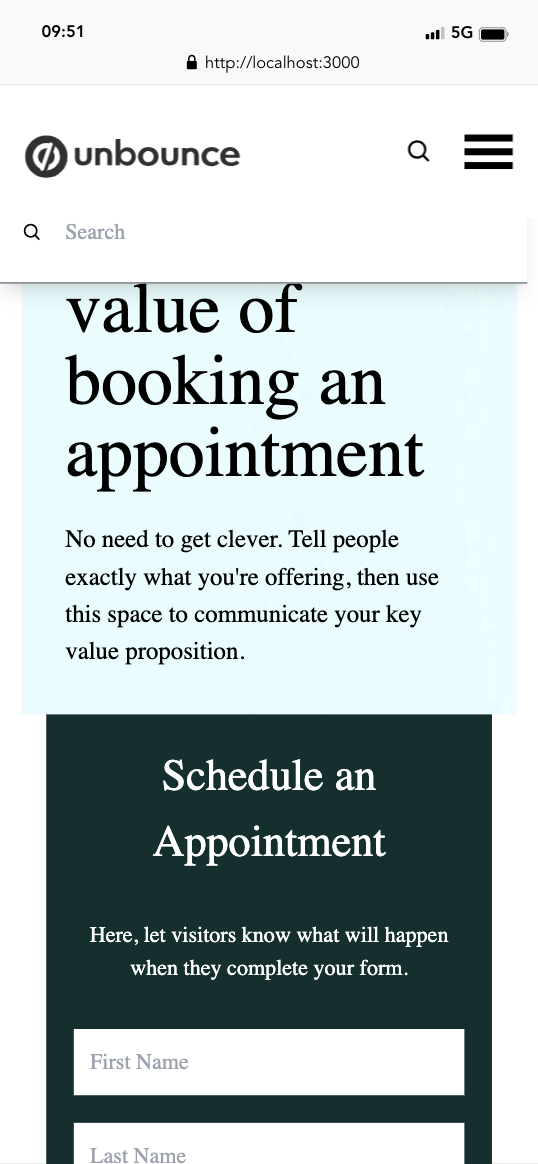 09:51
5G
http://localhost:3000
unbounce
Search
value of
booking an
appointment
No need to get clever. Tell people
exactly what you're offering, then use
this space to communicate your key
value proposition.
Schedule an
Appointment
Here, let visitors know what will happen
when they complete your form.
First Name
Last Name